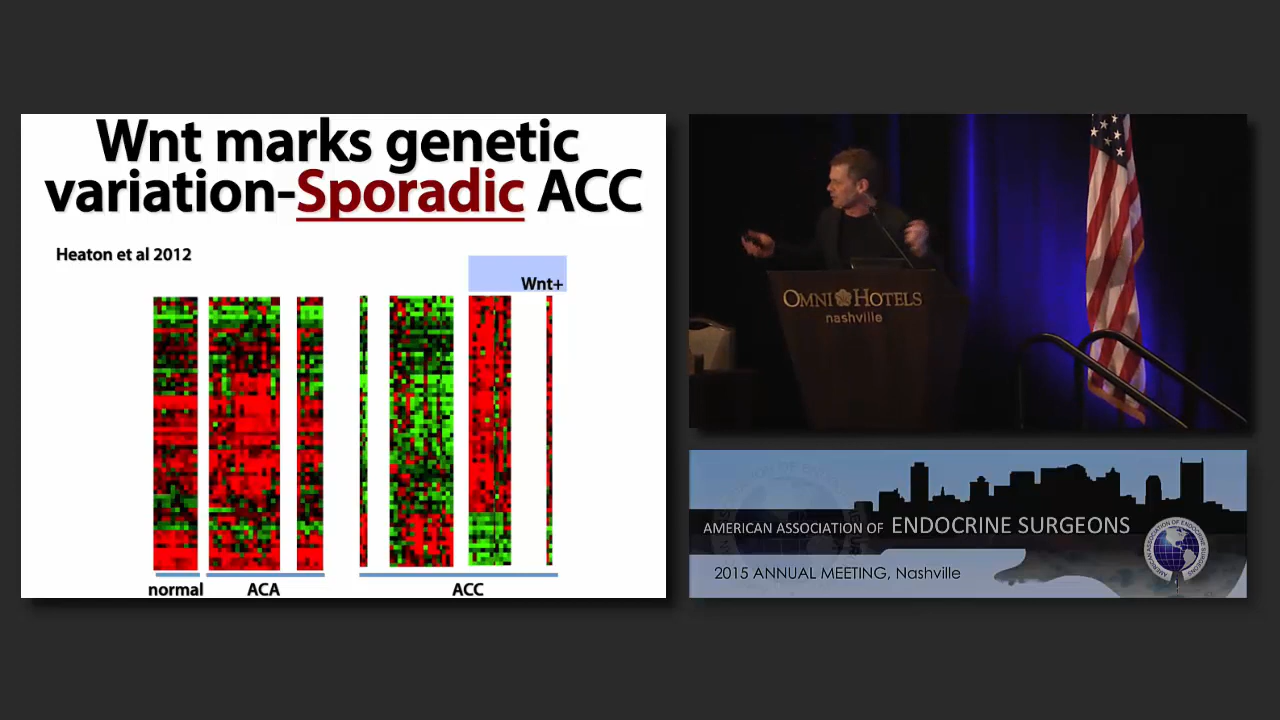 Wnt marks genetic
variation-Sporadic ACC
Heaton et al 2012
Wnt+
normal
ACA
ACC
OMNI HOTELS
nashville
AMERICAN ASSOCIATION OF ENDOCRINE SURGEONS
2015 ANNUAL MEETING, Nashville